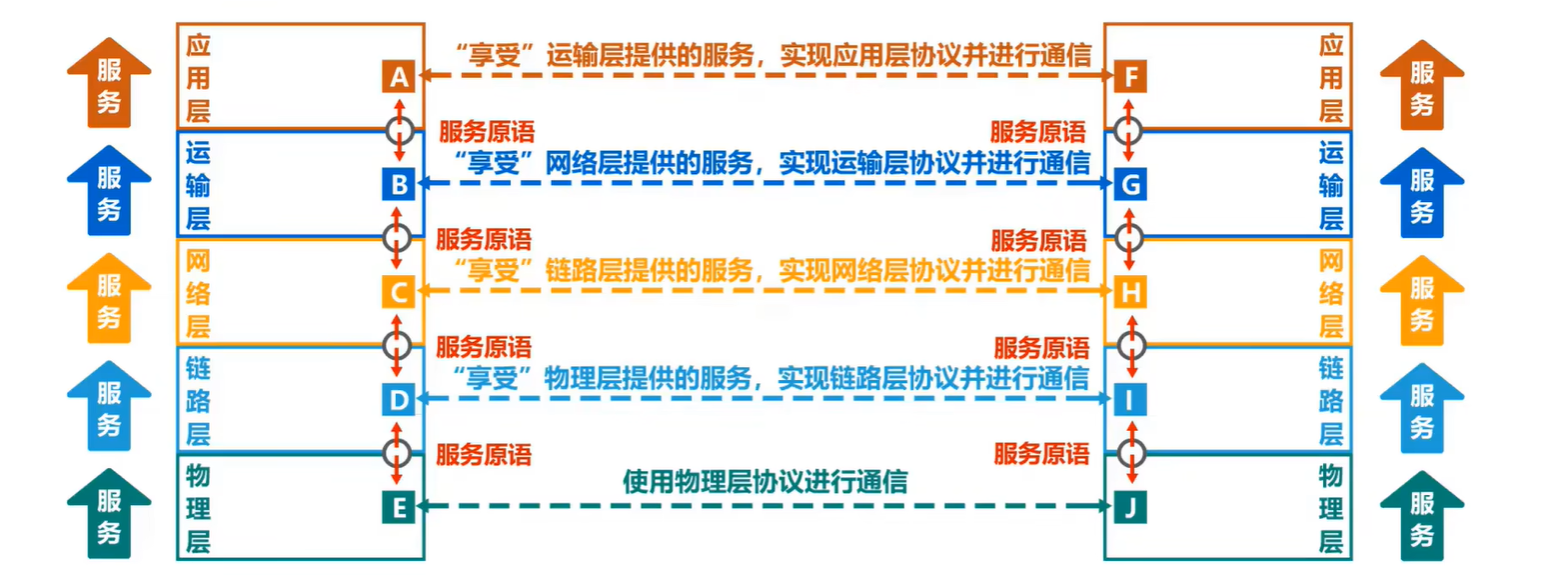 服务
应用层
A
“享受”运输层提供的服务，实现应用层协议并进行通信
F
应用层
服务
服务原语
服务原语
服务
运输层
B
“享受”网络层提供的服务，实现运输层协议并进行通信
G
运输层
服务
服务原语
服务原语
服务
网络层
C
“享受”链路层提供的服务，实现网络层协议并进行通信
H
网络层
服务
服务原语
服务原语
服务
链路层
D
“享受”物理层提供的服务，实现链路层协议并进行通信
I
链路层
服务
服务原语
服务原语
服务
物理层
E
使用物理层协议进行通信
J
物理层
服务